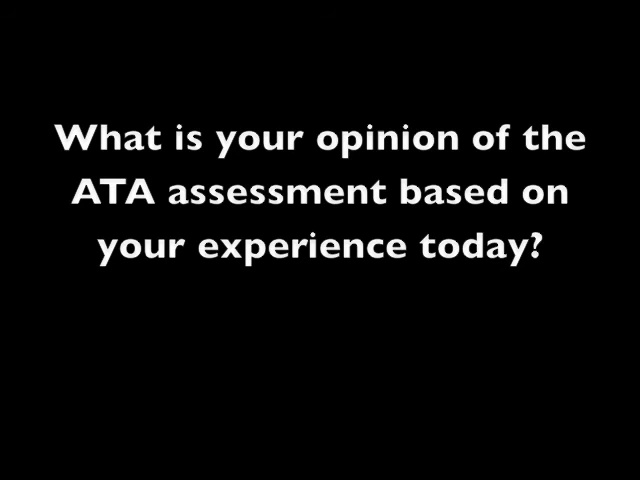 What is your opinion of the
ATA assessment based on
your experience today?